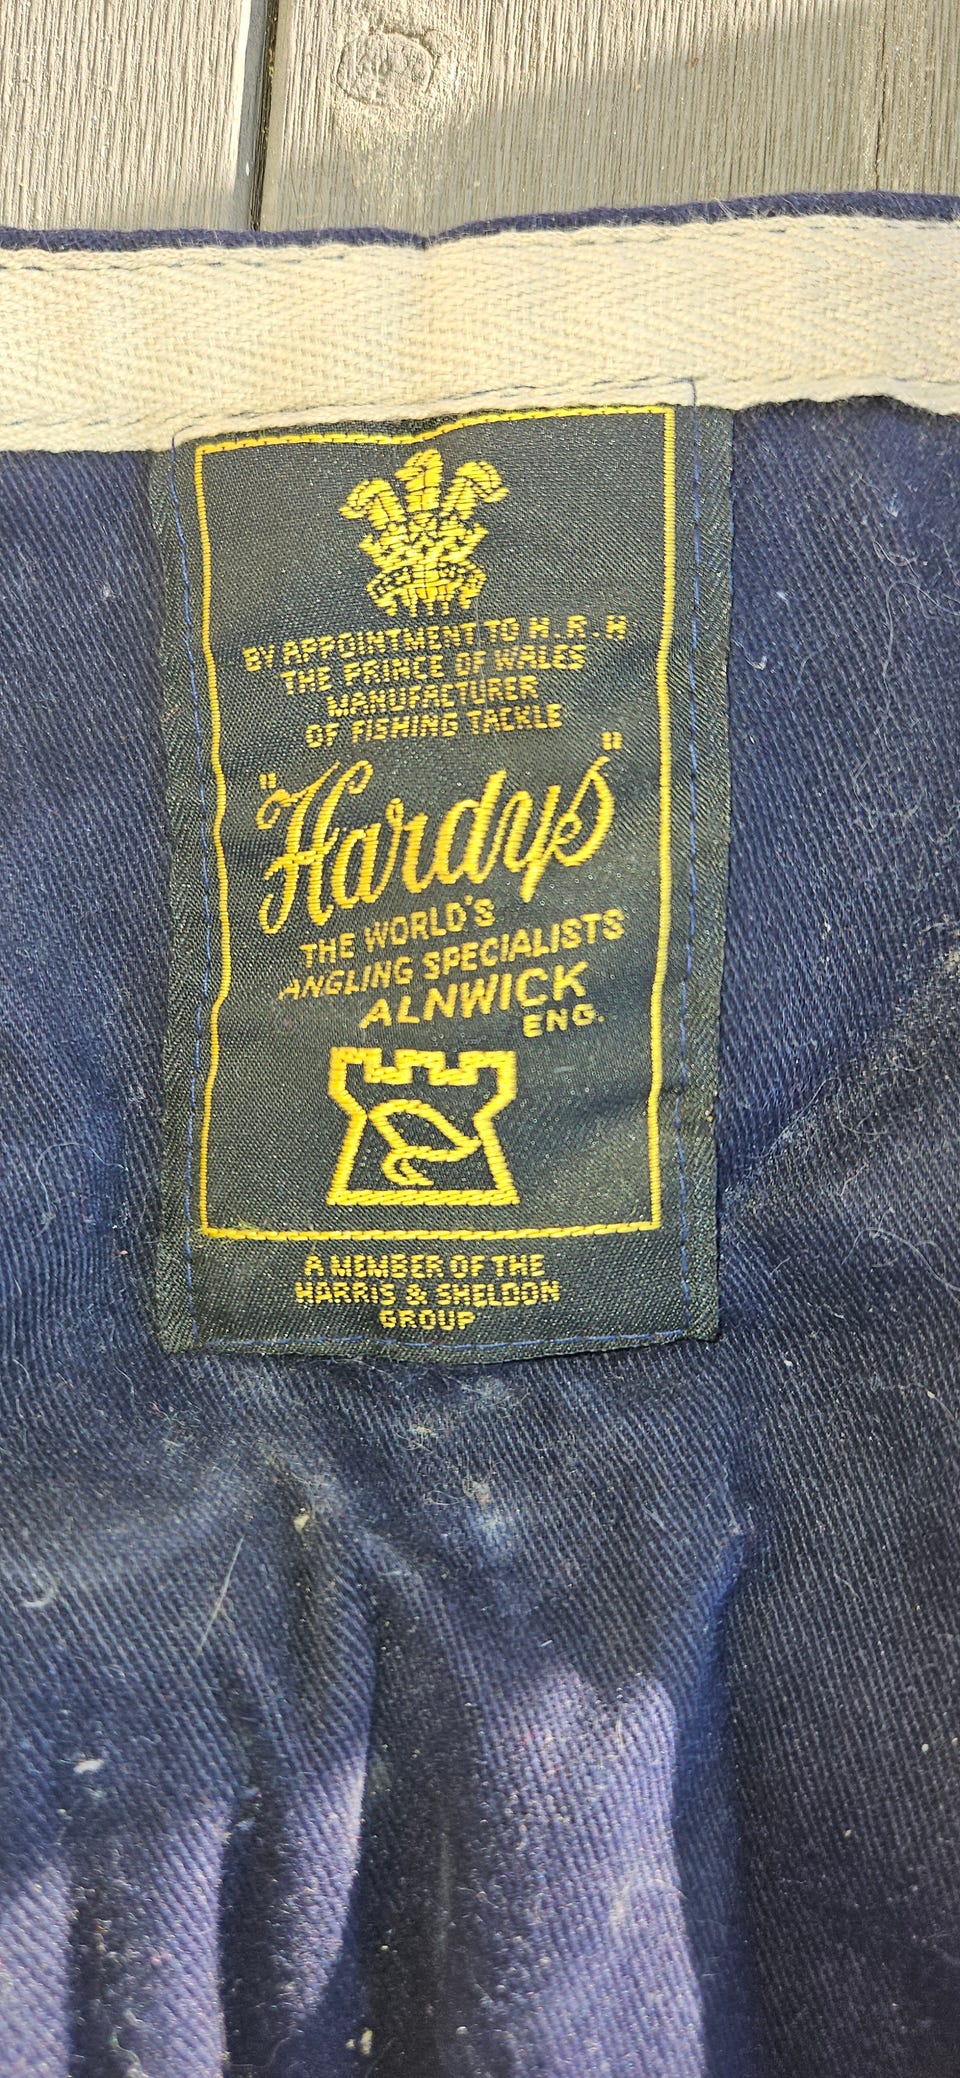 BY APPOINTMENT TO H.R.H
THE PRINCE OF WALES
MANUFACTURER
OF FISHING TACKLE
"Hardys"
THE WORLD'S
ANGLING SPECIALISTS
ALNWICK
ENG.
A MEMBER OF THE
HARRIS & SHELDON
GROUP